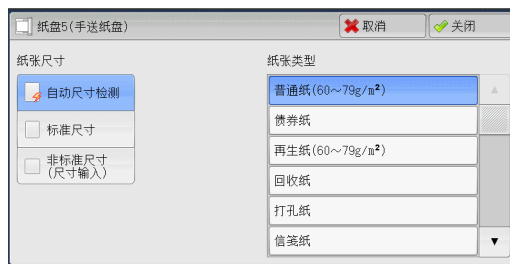 纸盘5(手送纸盘)
取消
关闭
纸张尺寸
自动尺寸检测
标准尺寸
非标准尺寸
(尺寸输入)
纸张类型
普通纸(60～79g/m²)
债券纸
再生纸(60～79g/m²)
回收纸
打孔纸
信笺纸